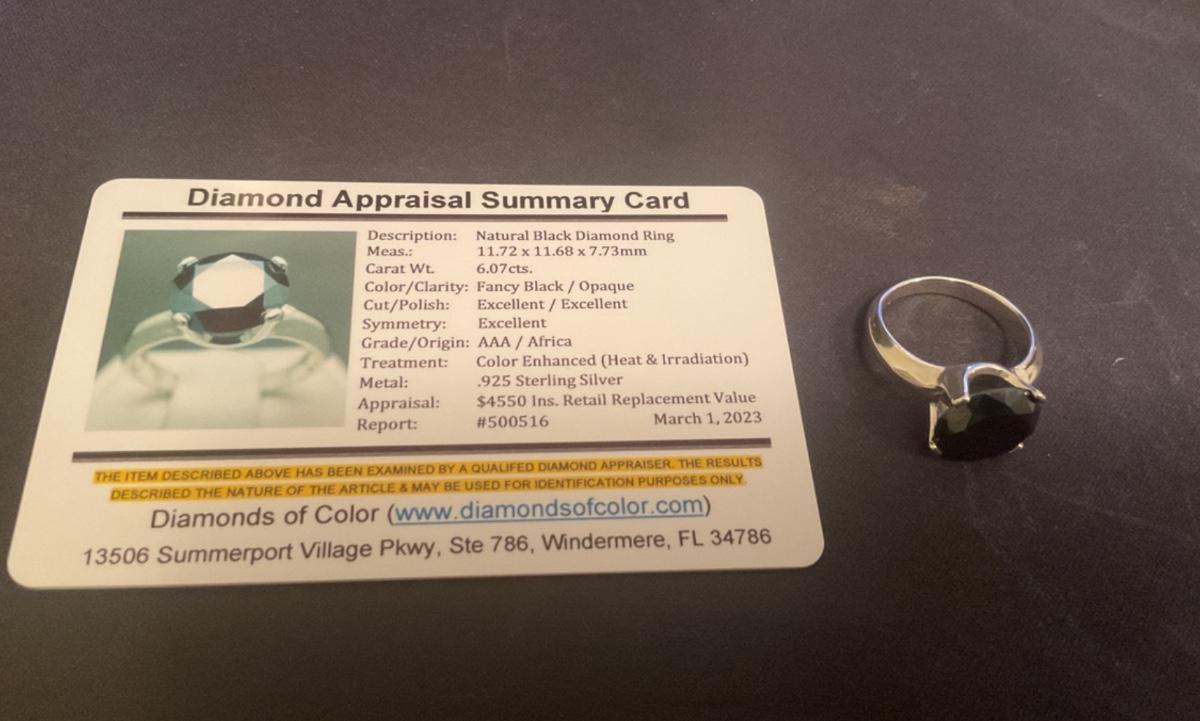 Diamond Appraisal Summary Card
Description: Natural Black Diamond Ring
Meas.: 11.72 x 11.68 x 7.73mm
Carat Wt. 6.07cts.
Color/Clarity: Fancy Black / Opaque
Cut/Polish: Excellent / Excellent
Symmetry: Excellent
Grade/Origin: AAA / Africa
Treatment: Color Enhanced (Heat & Irradiation)
Metal: .925 Sterling Silver
Appraisal: $4550 Ins. Retail Replacement Value
Report: #500516 March 1, 2023
THE ITEM DESCRIBED ABOVE HAS BEEN EXAMINED BY A QUALIFED DIAMOND APPRAISER. THE RESULTS
DESCRIBED THE NATURE OF THE ARTICLE & MAY BE USED FOR IDENTIFICATION PURPOSES ONLY.
Diamonds of Color (www.diamondsofcolor.com)
13506 Summerport Village Pkwy, Ste 786, Windermere, FL 34786